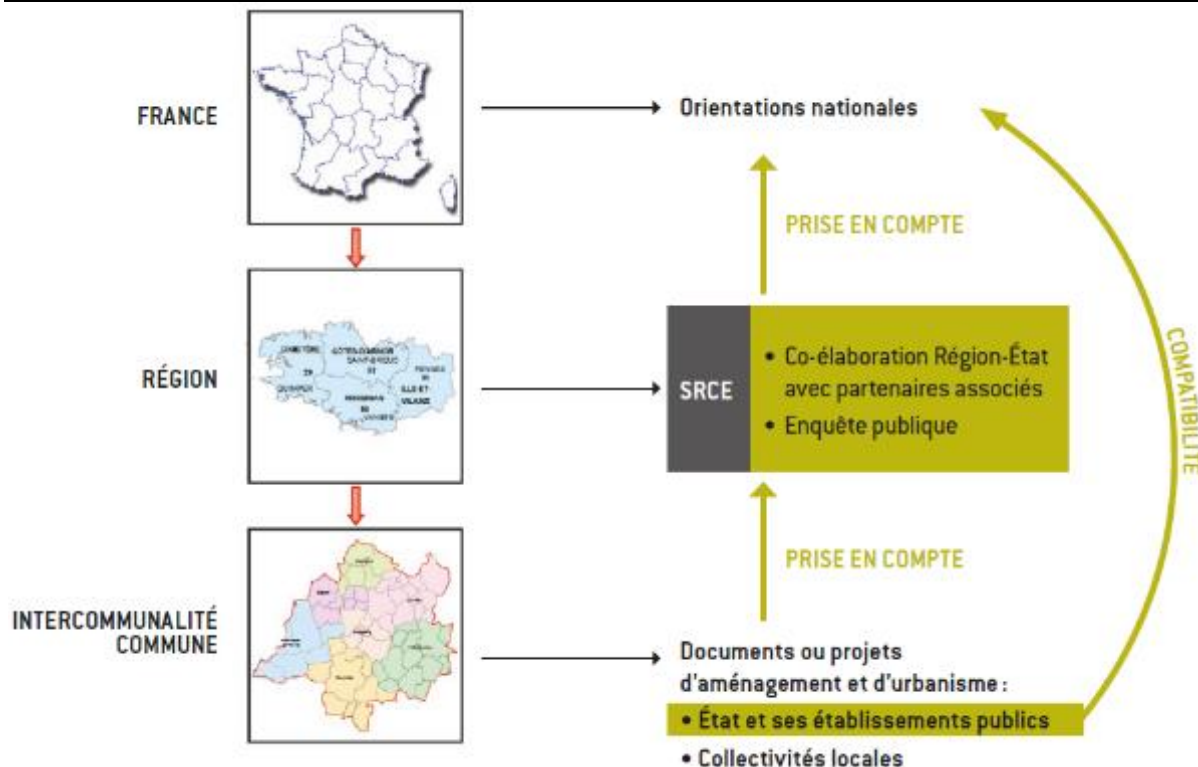 FRANCE
Orientations nationales
PRISE EN COMPTE
RÉGION
SRCE
• Co-élaboration Région-État
avec partenaires associés
• Enquête publique
COMPATIBILITÉ
PRISE EN COMPTE
INTERCOMMUNALITÉ
COMMUNE
Documents ou projets
d'aménagement et d'urbanisme :
• État et ses établissements publics
• Collectivités locales
QUIMPER